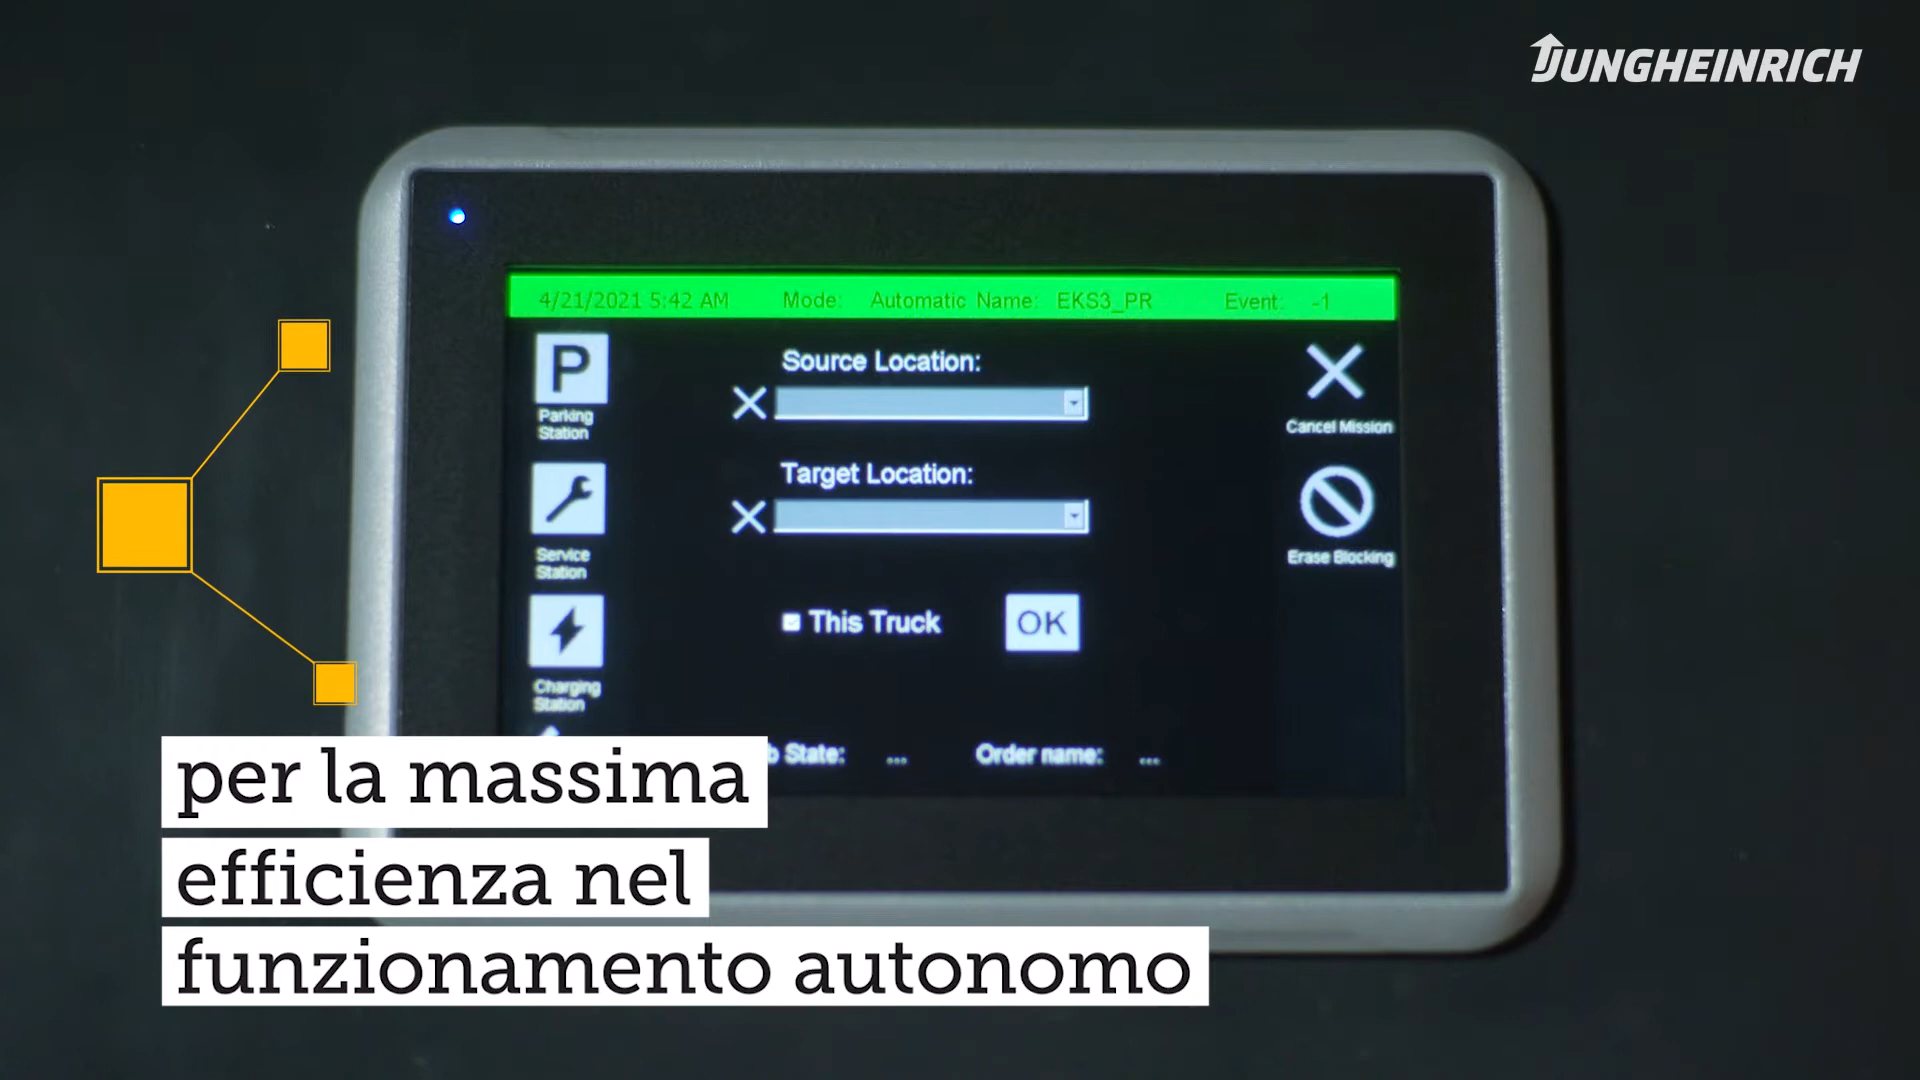 JUNGHEINRICH
4/21/2021 5:42 AM Mode: Automatic Name: EKS3_PR Event: -1
P
Parking
Station
Source Location:
Cancel Mission
Target Location:
Service
Station
Erase Blocking
This Truck OK
Charging
Station
State: ... Order name: ...
per la massima
efficienza nel
funzionamento autonomo